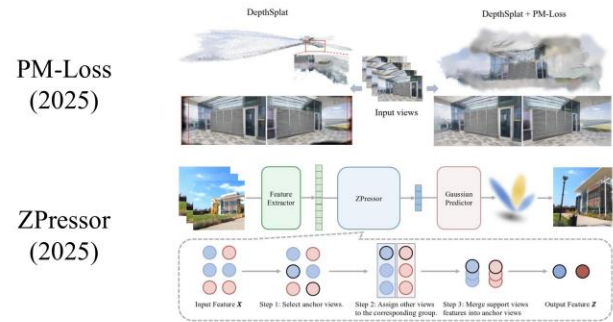 DepthSplat
DepthSplat + PM-Loss
PM-Loss
(2025)
Input views
ZPressor
(2025)
Feature
Extractor
ZPressor
Gaussian
Predictor
Input Feature X
Step 1: Select anchor views.
Step 2: Assign other views
to the corresponding group.
Step 3: Merge support views
features into anchor views
Output Feature Z